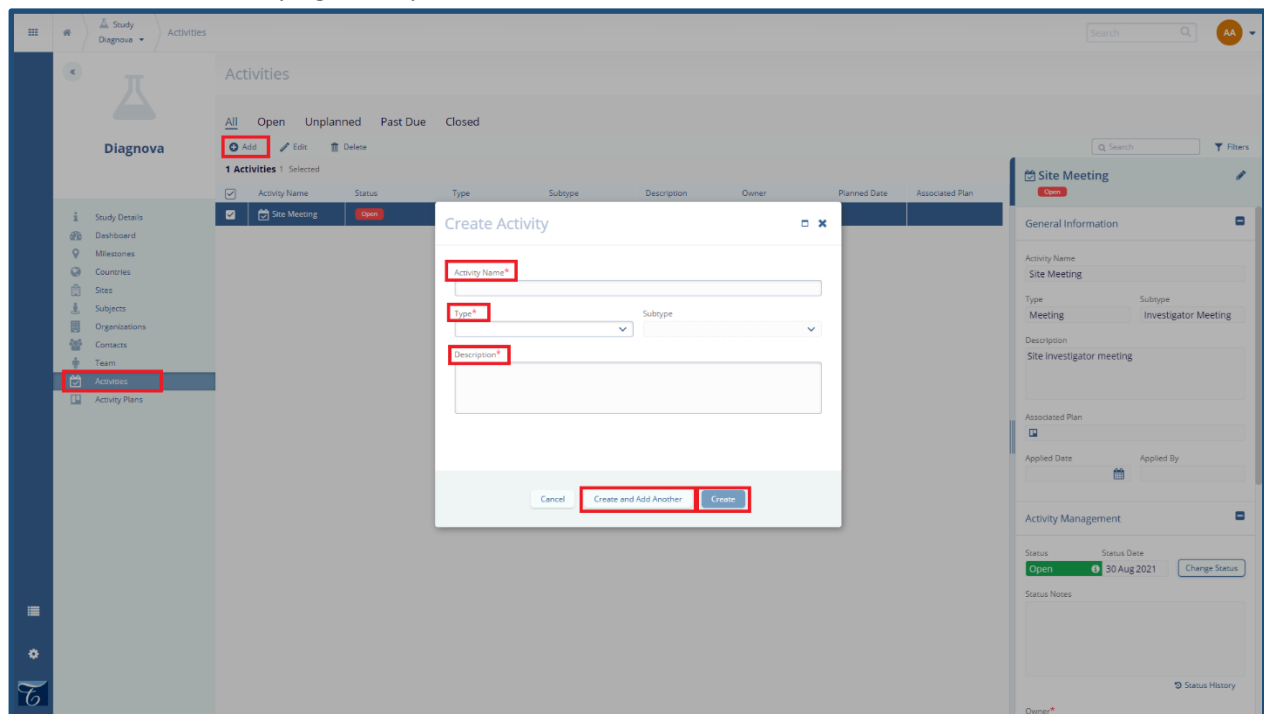 Study
Diagnova
Activities
Search
AA
Activities
Diagnova
All Open Unplanned Past Due Closed
Add Edit Delete
Search
Filters
1 Activities 1 Selected
Activity Name Status Type Subtype Description Owner Planned Date Associated Plan
Site Meeting Open
Study Details
Dashboard
Milestones
Countries
Sites
Subjects
Organizations
Contacts
Team
Activities
Activity Plans
Create Activity
Activity Name*
Type* Subtype
Description*
Cancel Create and Add Another Create
Site Meeting
Open
General Information
Activity Name
Site Meeting
Type Subtype
Meeting Investigator Meeting
Description
Site investigator meeting
Associated Plan
Applied Date Applied By
Activity Management
Status Status Date
Open 30 Aug 2021 Change Status
Status Notes
Status History
Owner*